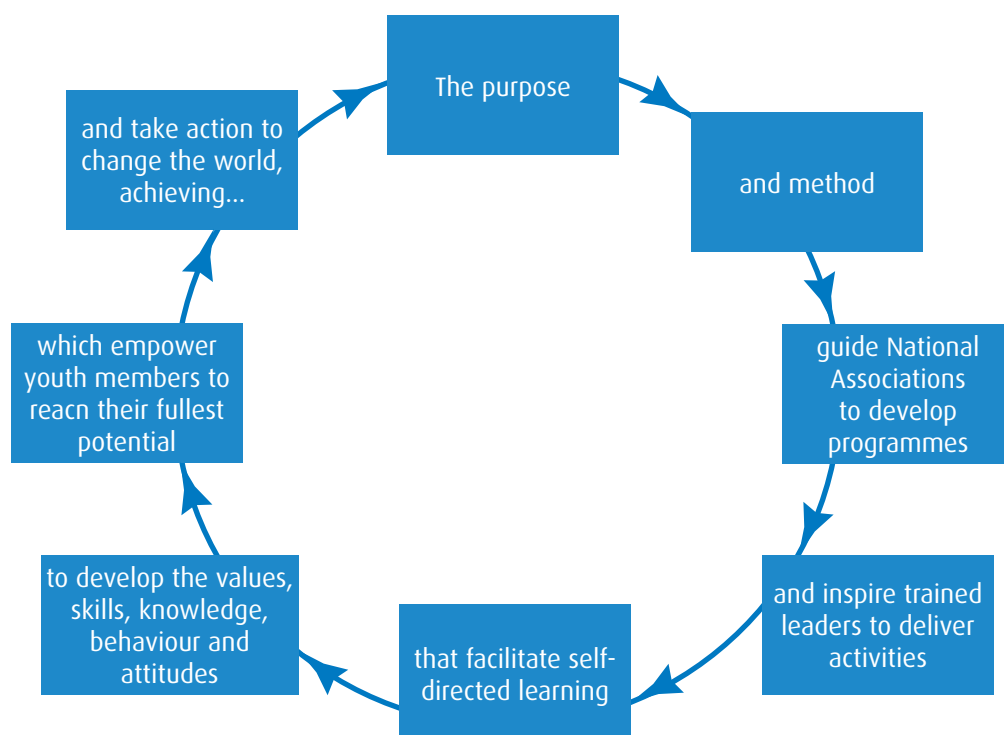 The purpose
and method
guide National
Associations
to develop
programmes
and inspire trained
leaders to deliver
activities
that facilitate self-
directed learning
to develop the values,
skills, knowledge,
behaviour and
attitudes
which empower
youth members to
reacn their fullest
potential
and take action to
change the world,
achieving...